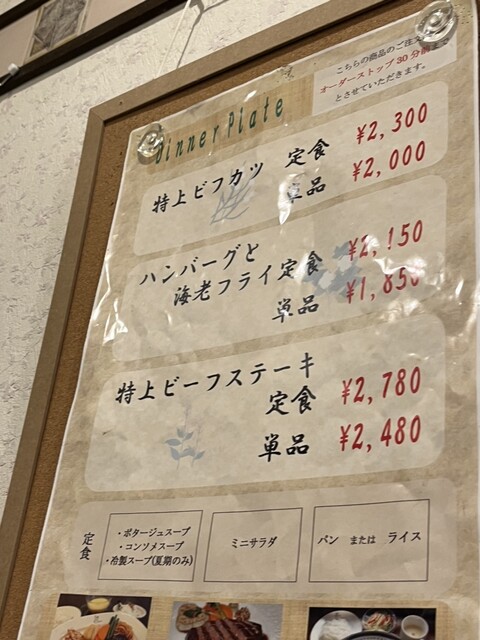 こちらの商品のご注文
オーダーストップ30分前まで
とさせていただきます。
Dinner Plate
特上ビフカツ 定食 ¥2,300
単品 ¥2,000
ハンバーグと
海老フライ定食 ¥2,150
単品 ¥1,850
特上ビーフステーキ
定食 ¥2,780
単品 ¥2,480
定食
・ポタージュスープ
・コンソメスープ
・冷製スープ(夏期のみ)
ミニサラダ
パン または ライス